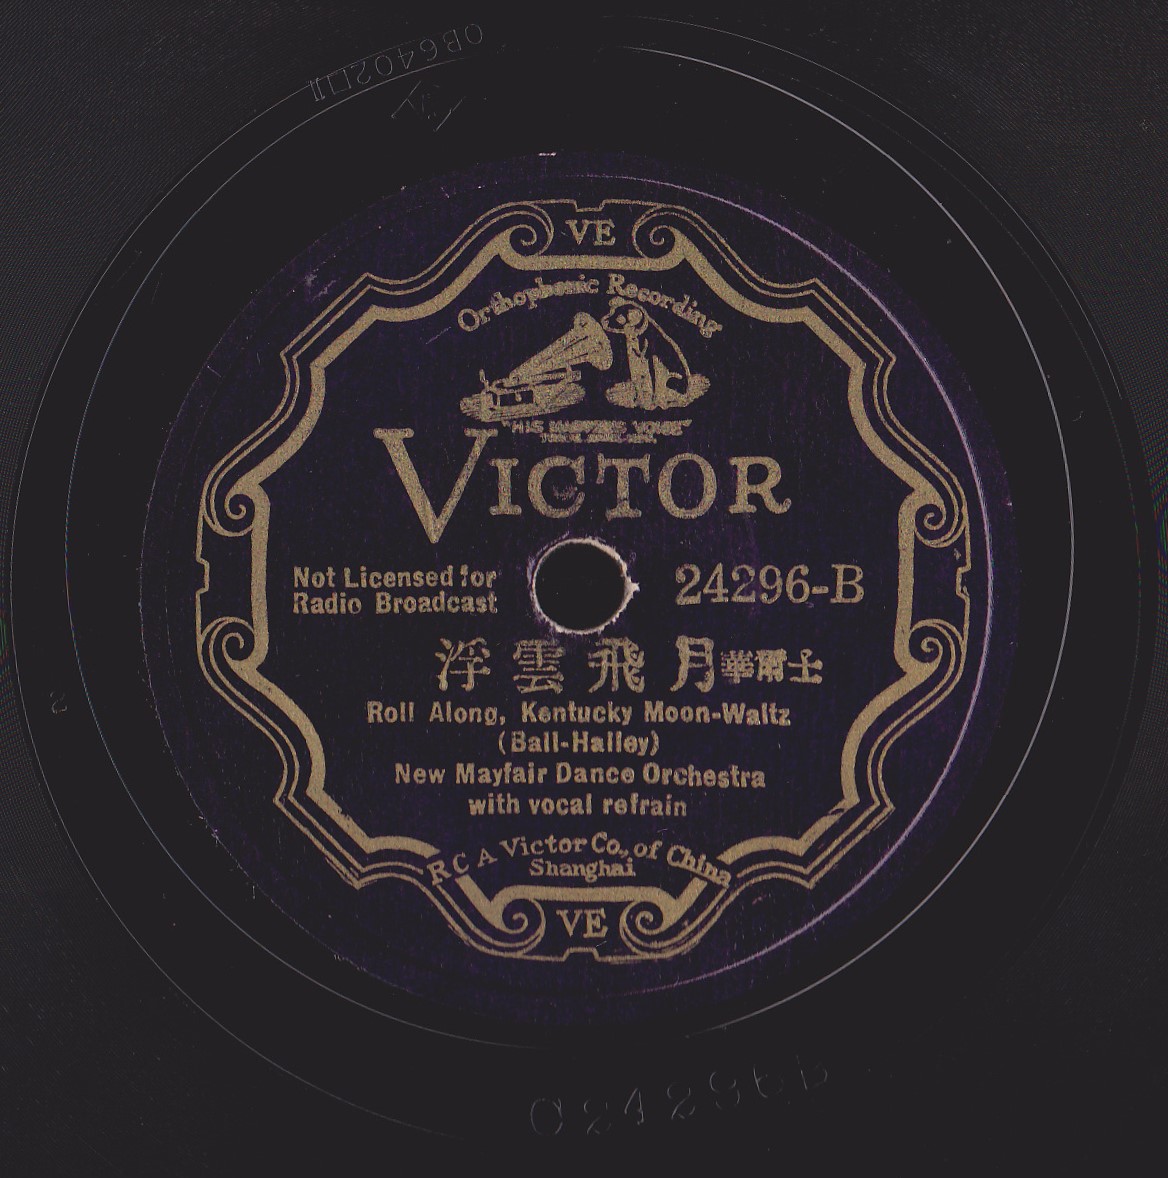 OB6402
VE
Orthophonic Recording
"HIS MASTER'S VOICE"
VICTOR
Not Licensed for
Radio Broadcast
24296-B
浮雲飛月華爾士
Roll Along, Kentucky Moon-Waltz
(Ball-Halley)
New Mayfair Dance Orchestra
with vocal refrain
RCA Victor Co., of China
Shanghai
VE
C24296B